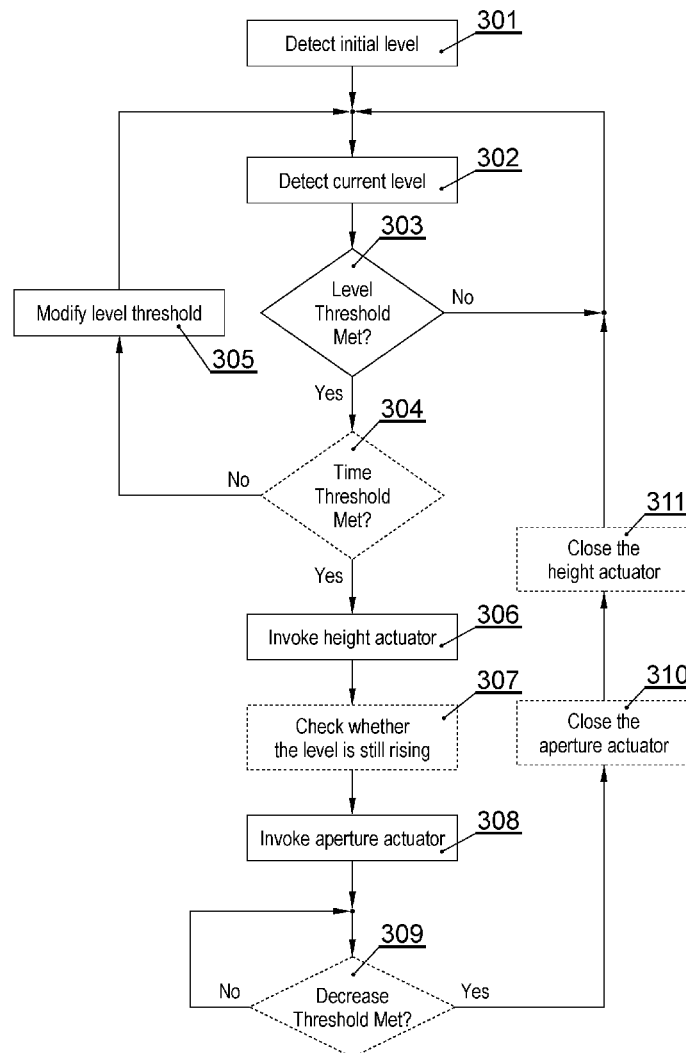 301
Detect initial level
302
Detect current level
303
Level
Threshold
Met?
No
Modify level threshold
305
Yes
304
Time
Threshold
Met?
No
Yes
311
Close the
height actuator
306
Invoke height actuator
307
Check whether
the level is still rising
310
Close the
aperture actuator
308
Invoke aperture actuator
309
Decrease
Threshold Met?
No
Yes